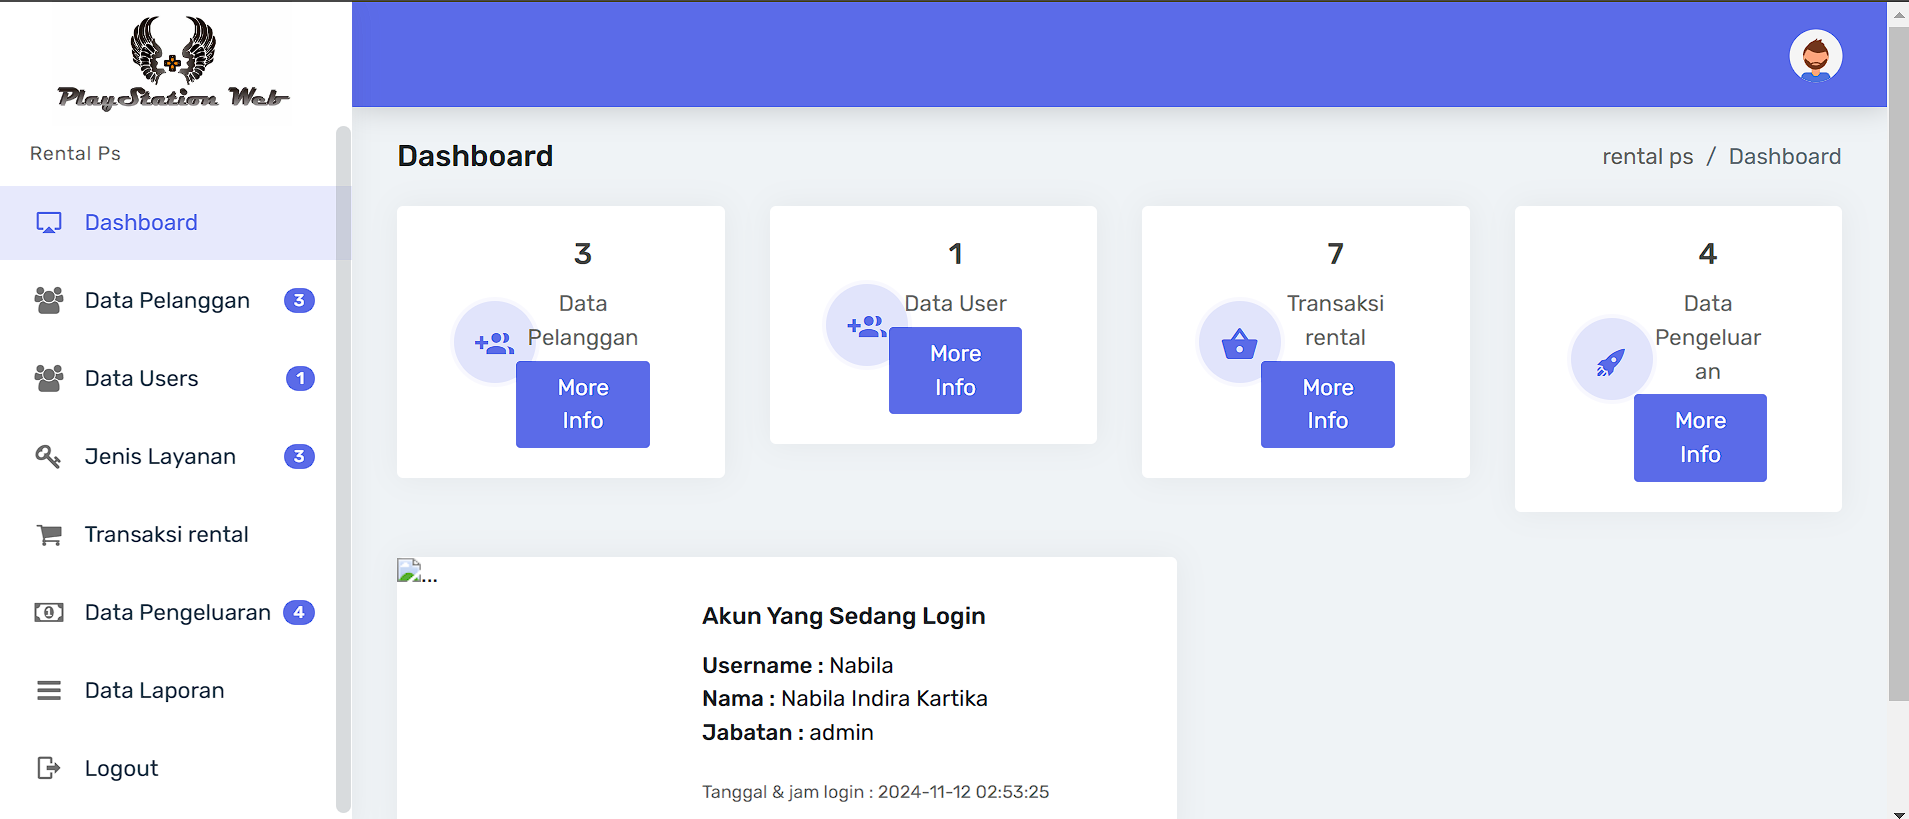 PlayStation Web
Rental Ps
Dashboard
Data Pelanggan 3
Data Users 1
Jenis Layanan 3
Transaksi rental
Data Pengeluaran 4
Data Laporan
Logout
Dashboard
rental ps / Dashboard
3
Data
Pelanggan
More
Info
1
Data User
More
Info
7
Transaksi
rental
More
Info
4
Data
Pengeluar
an
More
Info
...
Akun Yang Sedang Login
Username : Nabila
Nama : Nabila Indira Kartika
Jabatan : admin
Tanggal & jam login : 2024-11-12 02:53:25